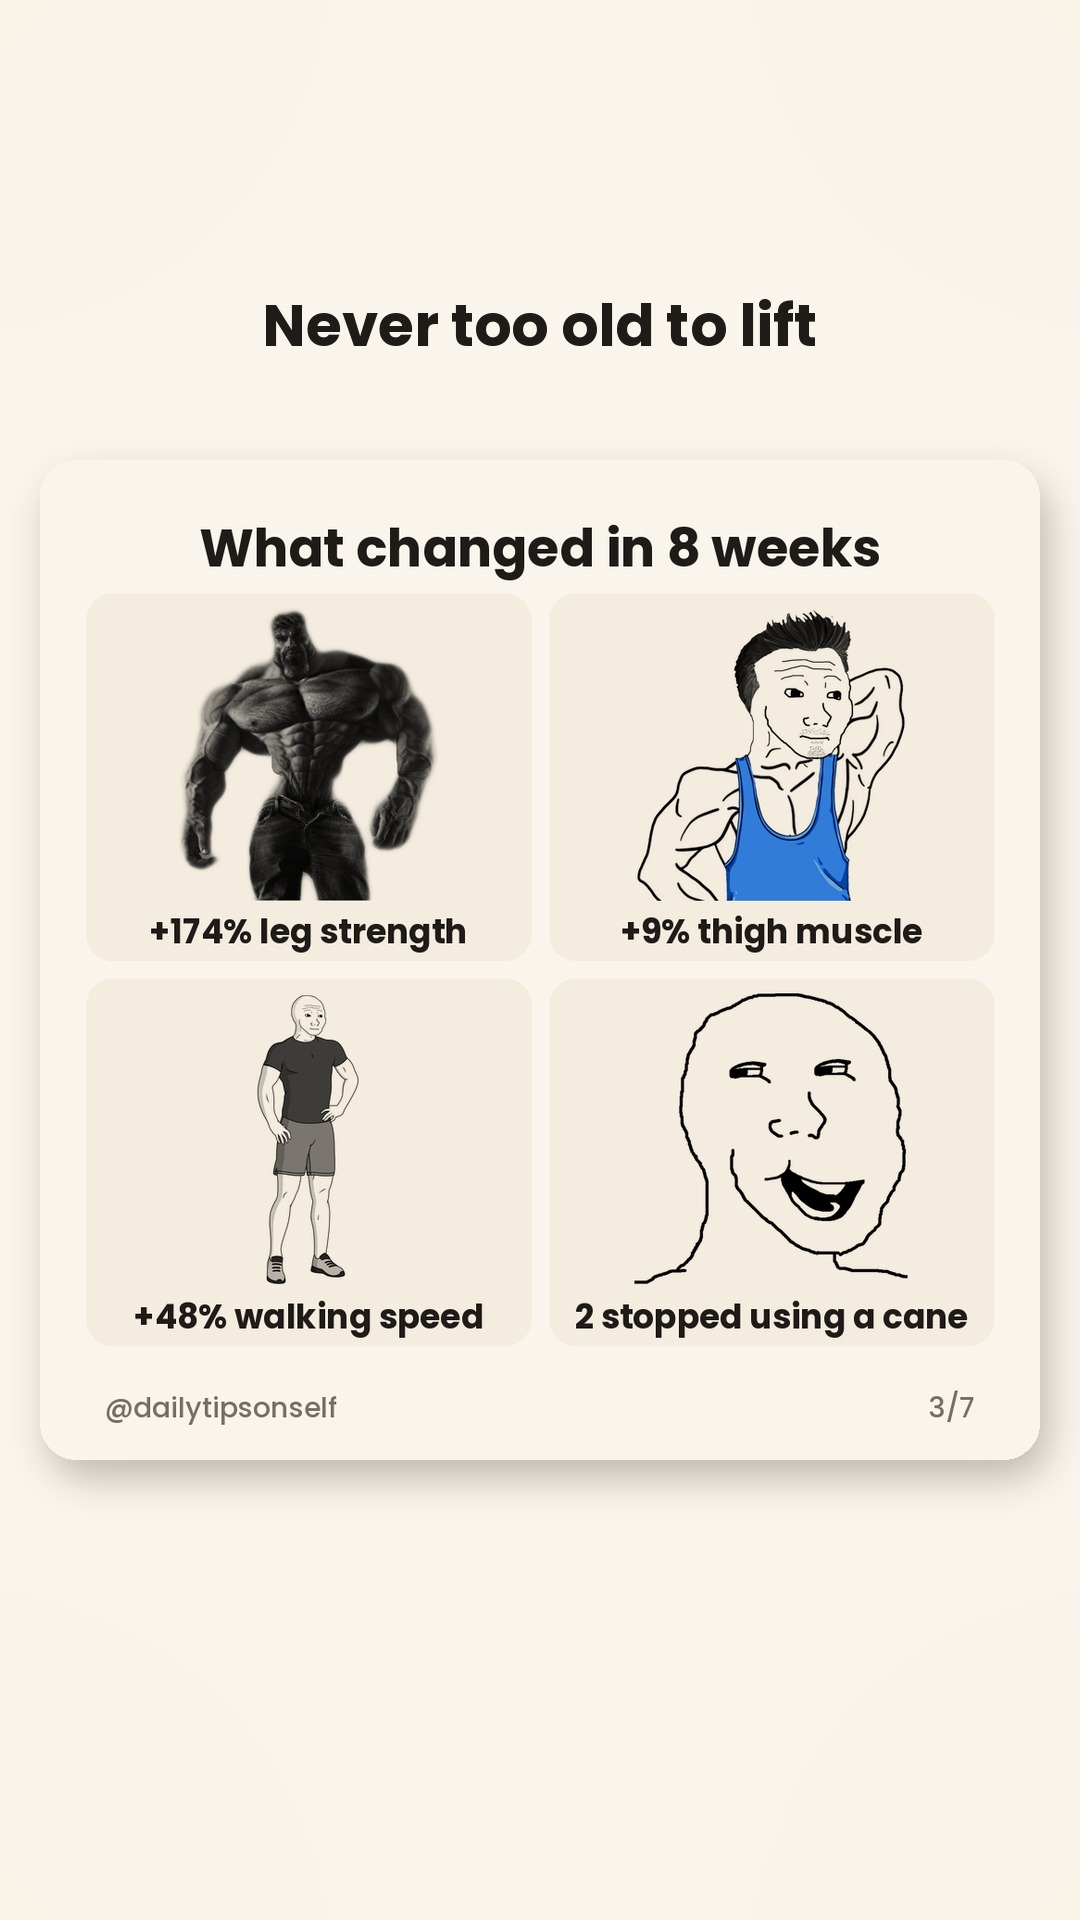 Never too old to lift
What changed in 8 weeks
+174% leg strength
+9% thigh muscle
+48% walking speed
2 stopped using a cane
@dailytipsonself
3/7